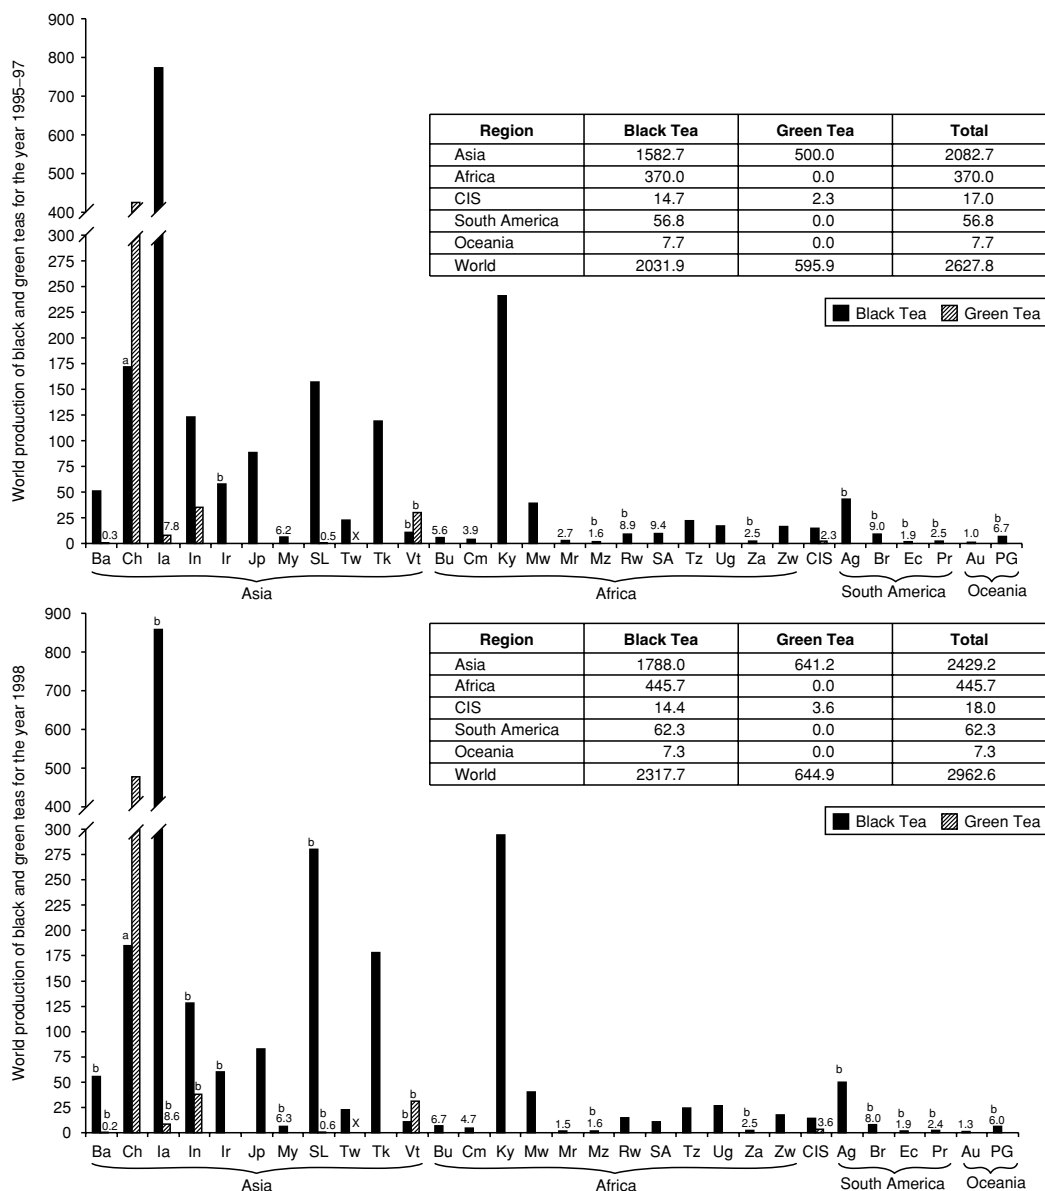 World production of black and green teas for the year 1995–97
900
800
700
600
500
400
300
275
250
225
200
175
150
125
100
75
50
25
0
Region Black Tea Green Tea Total
Asia 1582.7 500.0 2082.7
Africa 370.0 0.0 370.0
CIS 14.7 2.3 17.0
South America 56.8 0.0 56.8
Oceania 7.7 0.0 7.7
World 2031.9 595.9 2627.8
Black Tea Green Tea
a
b
b b
b b b b b b b b
0.3 7.8 6.2 0.5 x 5.6 3.9 2.7 1.6 8.9 9.4 2.5 2.3 9.0 1.9 2.5 1.0 6.7
Ba Ch Ia In Ir Jp My SL Tw Tk Vt Bu Cm Ky Mw Mr Mz Rw SA Tz Ug Za Zw CIS Ag Br Ec Pr Au PG
Asia Africa South America Oceania
World production of black and green teas for the year 1998
900
800
700
600
500
400
300
275
250
225
200
175
150
125
100
75
50
25
0
Region Black Tea Green Tea Total
Asia 1788.0 641.2 2429.2
Africa 445.7 0.0 445.7
CIS 14.4 3.6 18.0
South America 62.3 0.0 62.3
Oceania 7.3 0.0 7.3
World 2317.7 644.9 2962.6
Black Tea Green Tea
b
b
a
b
b b b
b b b b b b b b b b b b
0.2 8.6 6.3 0.6 x 6.7 4.7 1.5 1.6 2.5 3.6 8.0 1.9 2.4 1.3 6.0
Ba Ch Ia In Ir Jp My SL Tw Tk Vt Bu Cm Ky Mw Mr Mz Rw SA Tz Ug Za Zw CIS Ag Br Ec Pr Au PG
Asia Africa South America Oceania